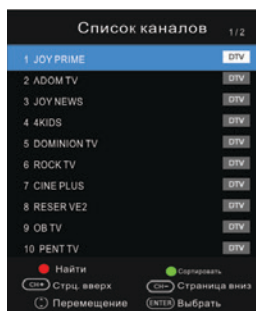 Список каналов 1/2
1 JOY PRIME DTV
2 ADOM TV DTV
3 JOY NEWS DTV
4 4KIDS DTV
5 DOMINION TV DTV
6 ROCK TV DTV
7 CINE PLUS DTV
8 RESER VE2 DTV
9 OB TV DTV
10 PENT TV DTV
Найти Сортировать
CH+ Стрц. вверх CH- Страница вниз
Перемещение ENTER Выбрать